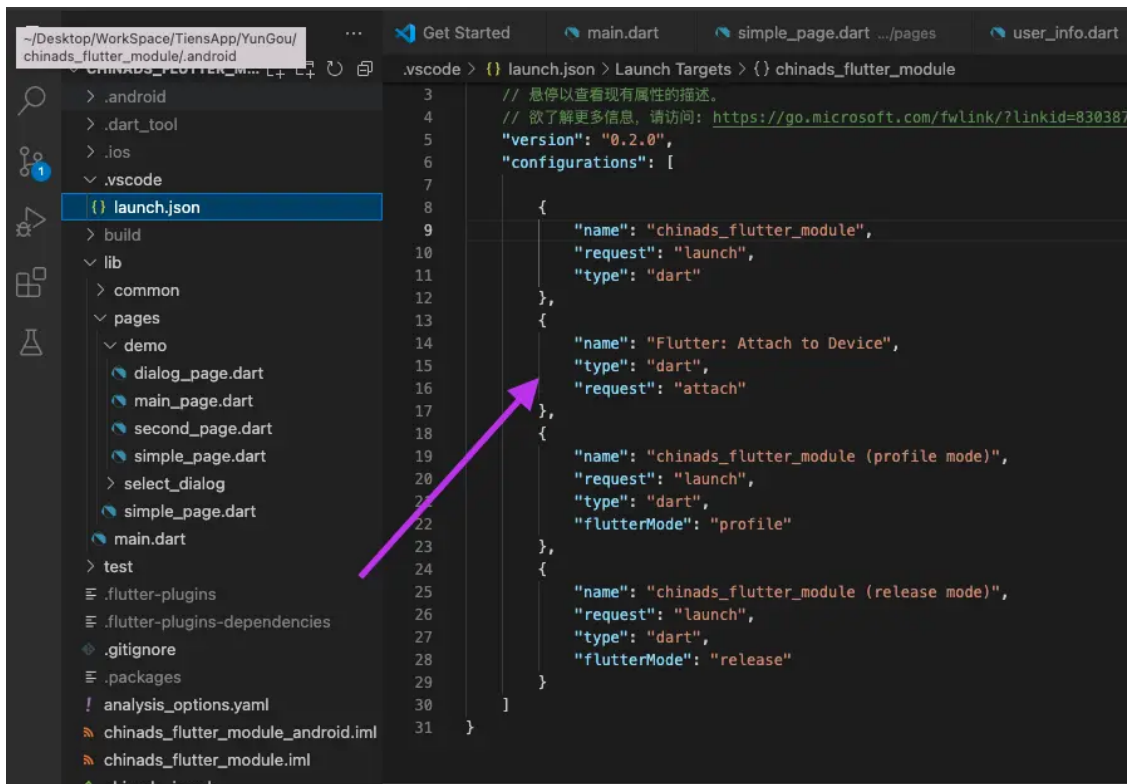 ~/Desktop/WorkSpace/TiensApp/YunGou/
chinads_flutter_module/.android
CHINADS_FLUTTER_M...
.android
.dart_tool
.ios
.vscode
{} launch.json
build
lib
common
pages
demo
dialog_page.dart
main_page.dart
second_page.dart
simple_page.dart
select_dialog
simple_page.dart
main.dart
test
.flutter-plugins
.flutter-plugins-dependencies
.gitignore
.packages
! analysis_options.yaml
chinads_flutter_module_android.iml
chinads_flutter_module.iml
1
Get Started
main.dart
simple_page.dart .../pages
user_info.dart
.vscode > {} launch.json > Launch Targets > {} chinads_flutter_module
3 // 悬停以查看现有属性的描述。
4 // 欲了解更多信息，请访问: https://go.microsoft.com/fwlink/?linkid=830387
5 "version": "0.2.0",
6 "configurations": [
7
8 {
9 "name": "chinads_flutter_module",
10 "request": "launch",
11 "type": "dart"
12 },
13 {
14 "name": "Flutter: Attach to Device",
15 "type": "dart",
16 "request": "attach"
17 },
18 {
19 "name": "chinads_flutter_module (profile mode)",
20 "request": "launch",
21 "type": "dart",
22 "flutterMode": "profile"
23 },
24 {
25 "name": "chinads_flutter_module (release mode)",
26 "request": "launch",
27 "type": "dart",
28 "flutterMode": "release"
29 }
30 ]
31 }